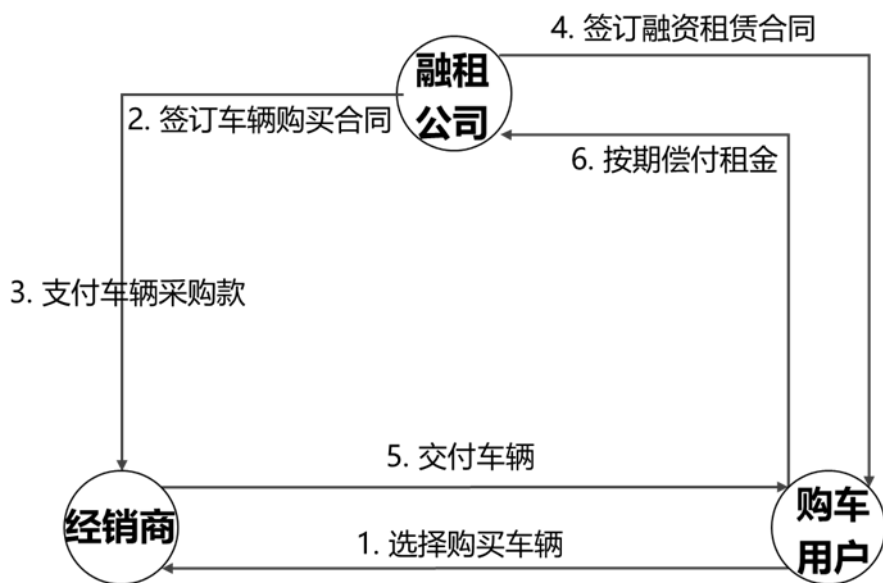 4. 签订融资租赁合同
融租
公司
2. 签订车辆购买合同
6. 按期偿付租金
3. 支付车辆采购款
5. 交付车辆
经销商
购车
用户
1. 选择购买车辆